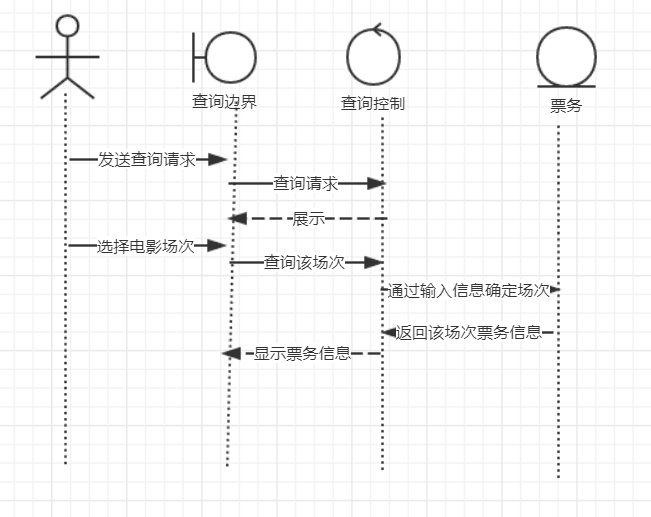 查询边界
查询控制
票务
发送查询请求
查询请求
展示
选择电影场次
查询该场次
通过输入信息确定场次
返回该场次票务信息
显示票务信息